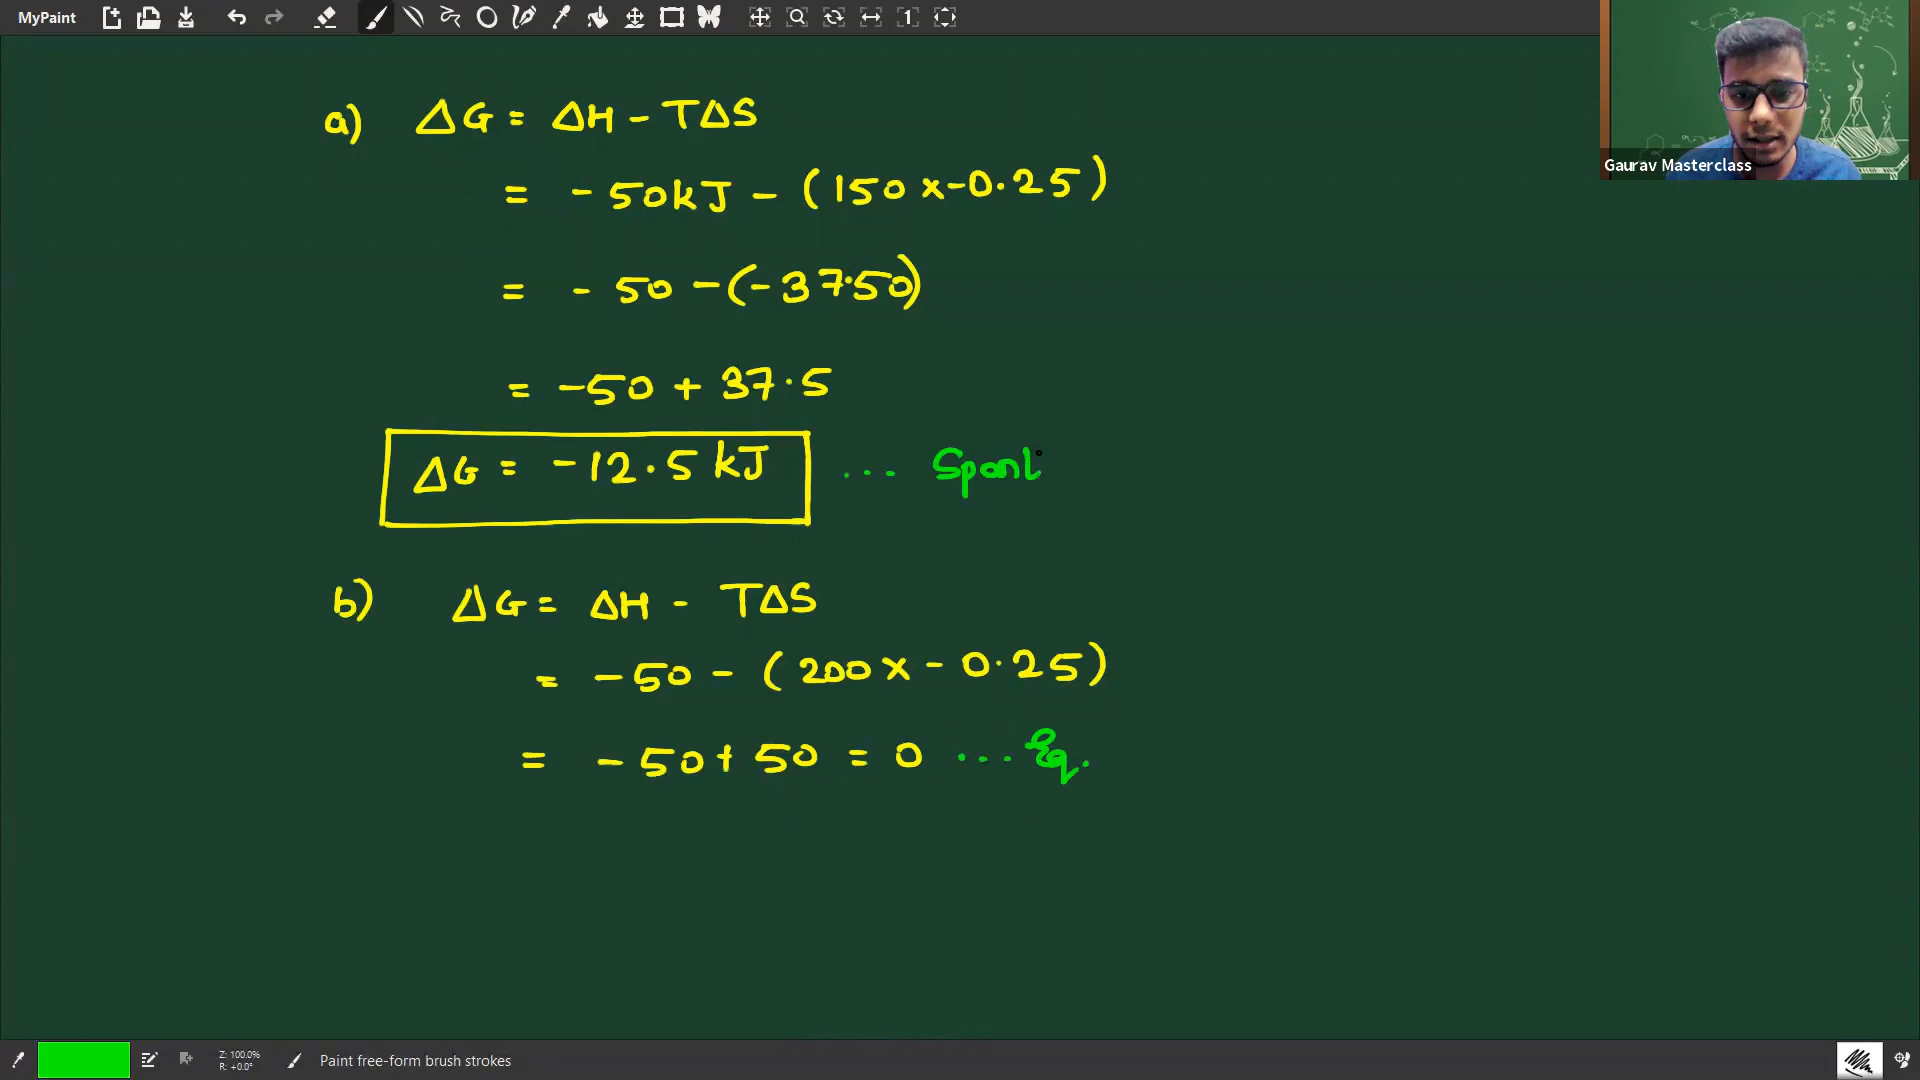 MyPaint
Gaurav Masterclass
a) ΔG = ΔH - TΔS
= - 50kJ - (150 x -0.25)
= - 50 - (-37.50)
= -50 + 37.5
ΔG = -12.5 kJ ... Spont
b) ΔG = ΔH - TΔS
= -50 - (200 x - 0.25)
= -50 + 50 = 0 ... Eq.
Z: 100.0%
R: +0.0°
Paint free-form brush strokes